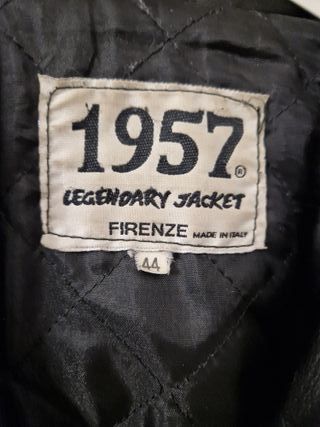 1957®
LEGENDARY JACKET
FIRENZE MADE IN ITALY
44